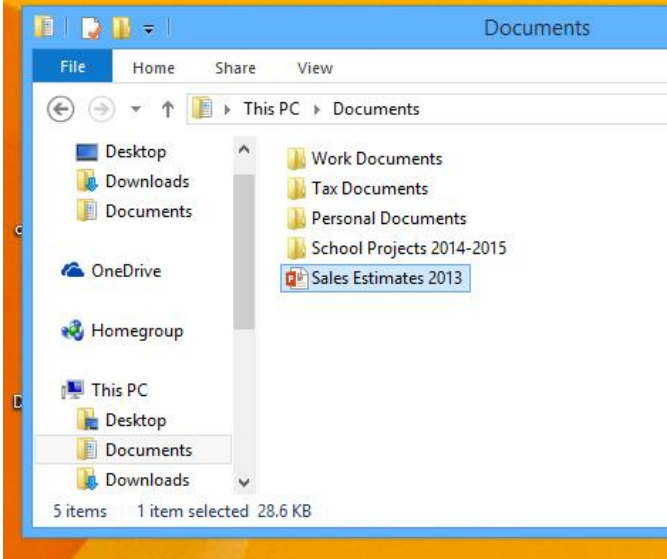 Documents
File Home Share View
This PC Documents
Desktop
Downloads
Documents
OneDrive
Homegroup
This PC
Desktop
Documents
Downloads
Work Documents
Tax Documents
Personal Documents
School Projects 2014-2015
Sales Estimates 2013
5 items 1 item selected 28.6 KB